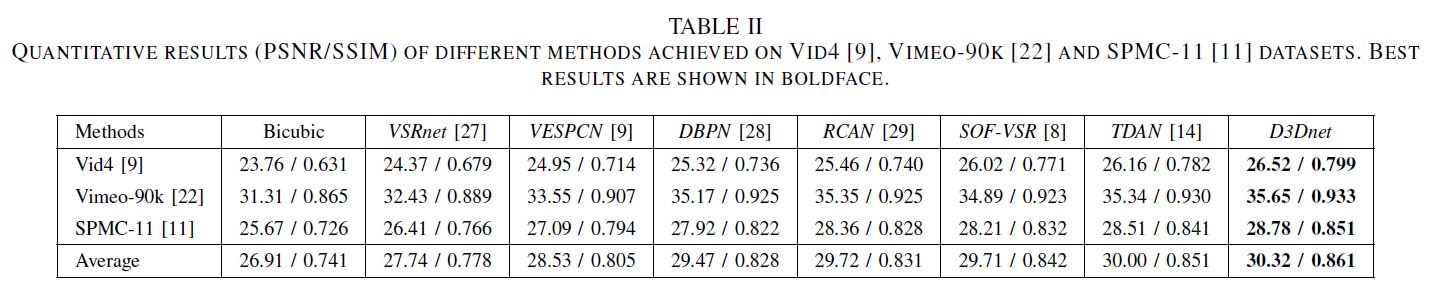 TABLE II
QUANTITATIVE RESULTS (PSNR/SSIM) OF DIFFERENT METHODS ACHIEVED ON VID4 [9], VIMEO-90K [22] AND SPMC-11 [11] DATASETS. BEST
RESULTS ARE SHOWN IN BOLDFACE.
Methods Bicubic VSRnet [27] VESPCN [9] DBPN [28] RCAN [29] SOF-VSR [8] TDAN [14] D3Dnet
Vid4 [9] 23.76 / 0.631 24.37 / 0.679 24.95 / 0.714 25.32 / 0.736 25.46 / 0.740 26.02 / 0.771 26.16 / 0.782 26.52 / 0.799
Vimeo-90k [22] 31.31 / 0.865 32.43 / 0.889 33.55 / 0.907 35.17 / 0.925 35.35 / 0.925 34.89 / 0.923 35.34 / 0.930 35.65 / 0.933
SPMC-11 [11] 25.67 / 0.726 26.41 / 0.766 27.09 / 0.794 27.92 / 0.822 28.36 / 0.828 28.21 / 0.832 28.51 / 0.841 28.78 / 0.851
Average 26.91 / 0.741 27.74 / 0.778 28.53 / 0.805 29.47 / 0.828 29.72 / 0.831 29.71 / 0.842 30.00 / 0.851 30.32 / 0.861